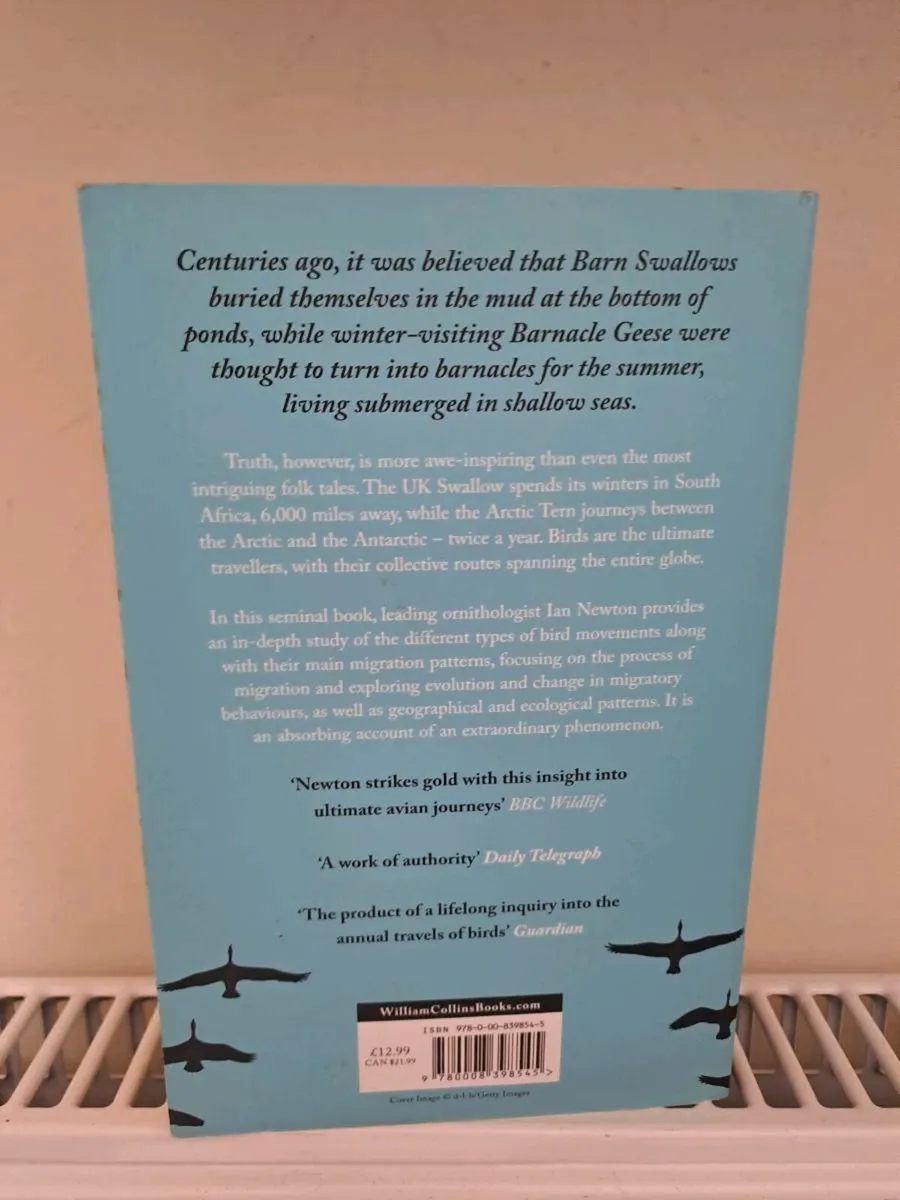 Centuries ago, it was believed that Barn Swallows
buried themselves in the mud at the bottom of
ponds, while winter-visiting Barnacle Geese were
thought to turn into barnacles for the summer,
living submerged in shallow seas.
Truth, however, is more awe-inspiring than even the most
intriguing folk tales. The UK Swallow spends its winters in South
Africa, 6,000 miles away, while the Arctic Tern journeys between
the Arctic and the Antarctic – twice a year. Birds are the ultimate
travellers, with their collective routes spanning the entire globe.
In this seminal book, leading ornithologist Ian Newton provides
an in-depth study of the different types of bird movements along
with their main migration patterns, focusing on the process of
migration and exploring evolution and change in migratory
behaviours, as well as geographical and ecological patterns. It is
an absorbing account of an extraordinary phenomenon.
‘Newton strikes gold with this insight into
ultimate avian journeys’ BBC Wildlife
‘A work of authority’ Daily Telegraph
‘The product of a lifelong inquiry into the
annual travels of birds’ Guardian
WilliamCollinsBooks.com
ISBN 978-0-00-839854-5
£12.99
CAN $21.99
9 780008 398545 >
Cover Image © d-l-b/Getty Images